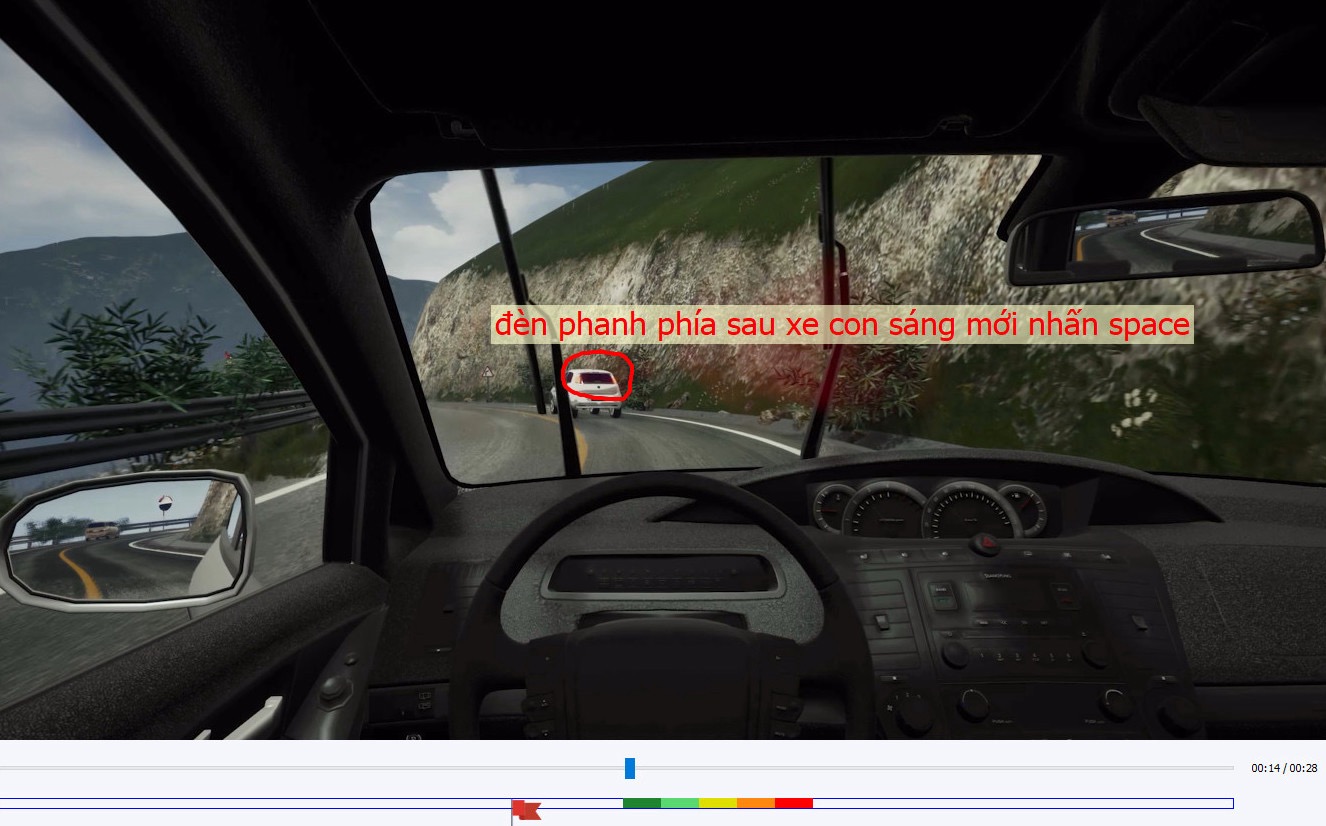 đèn phanh phía sau xe con sáng mới nhấn space
00:14 / 00:28